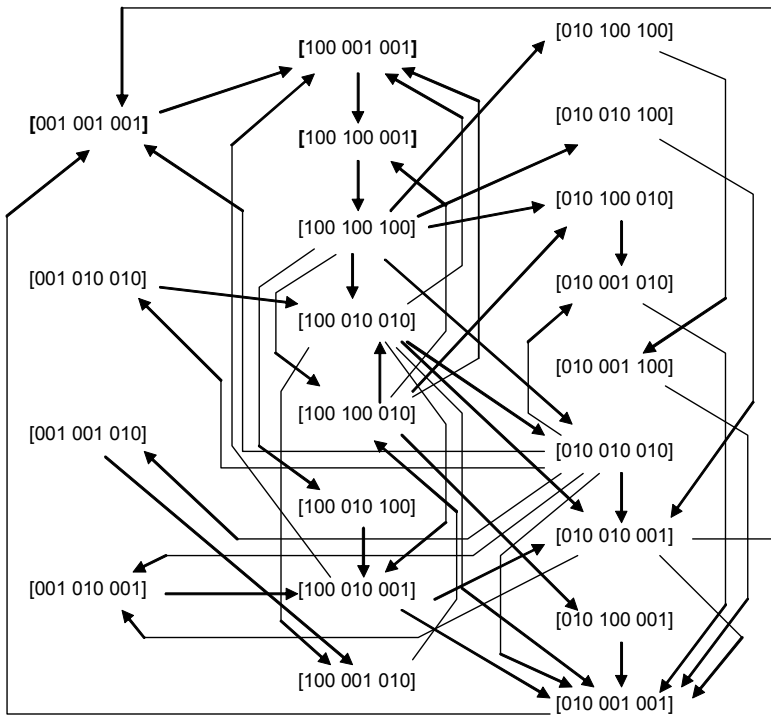 [010 100 100]
[100 001 001]
[001 001 001]
[010 010 100]
[100 100 001]
[010 100 010]
[100 100 100]
[001 010 010]
[010 001 010]
[100 010 010]
[010 001 100]
[100 100 010]
[001 001 010]
[010 010 010]
[100 010 100]
[010 010 001]
[001 010 001]
[100 010 001]
[010 100 001]
[100 001 010]
[010 001 001]